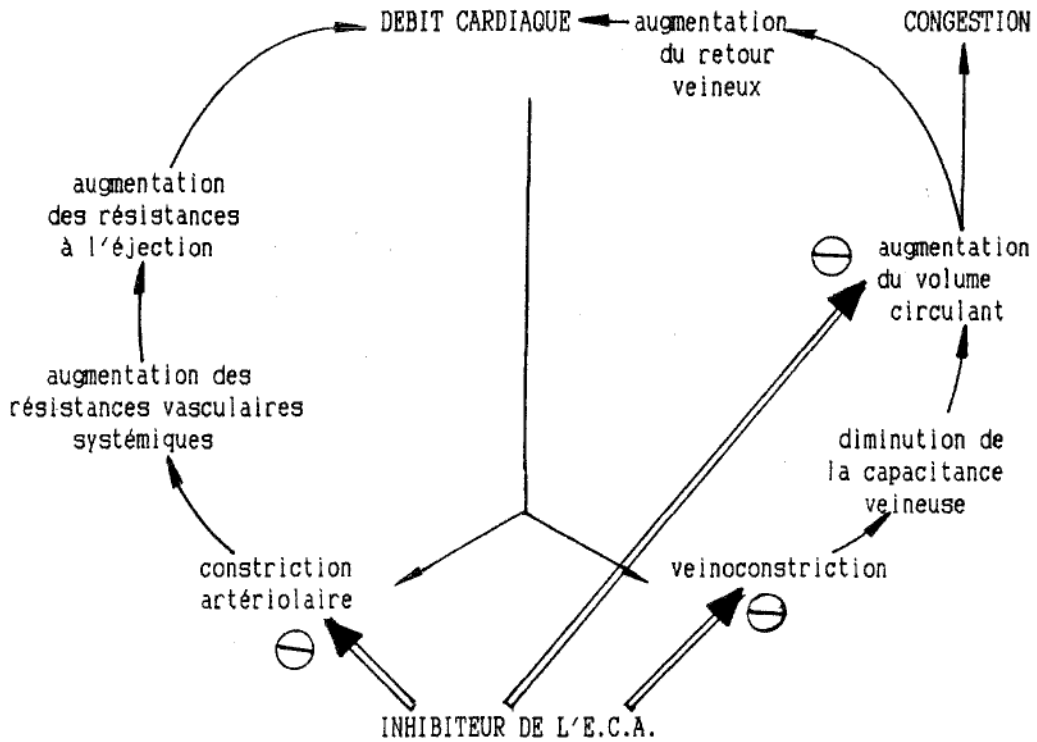 DEBIT CARDIAQUE
augmentation
du retour
veineux
CONGESTION
augmentation
des résistances
à l'éjection
augmentation
du volume
circulant
augmentation des
résistances vasculaires
systémiques
diminution de
la capacitance
veineuse
constriction
artériolaire
veinoconstriction
INHIBITEUR DE L'E.C.A.